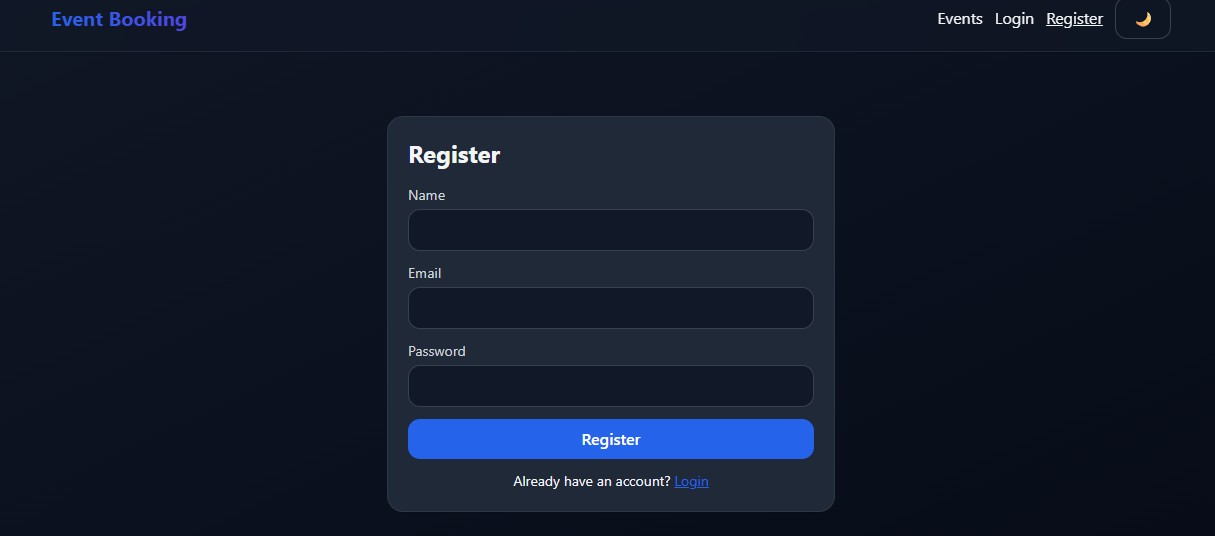 Event Booking
Events Login Register
Register
Name
Email
Password
Register
Already have an account? Login